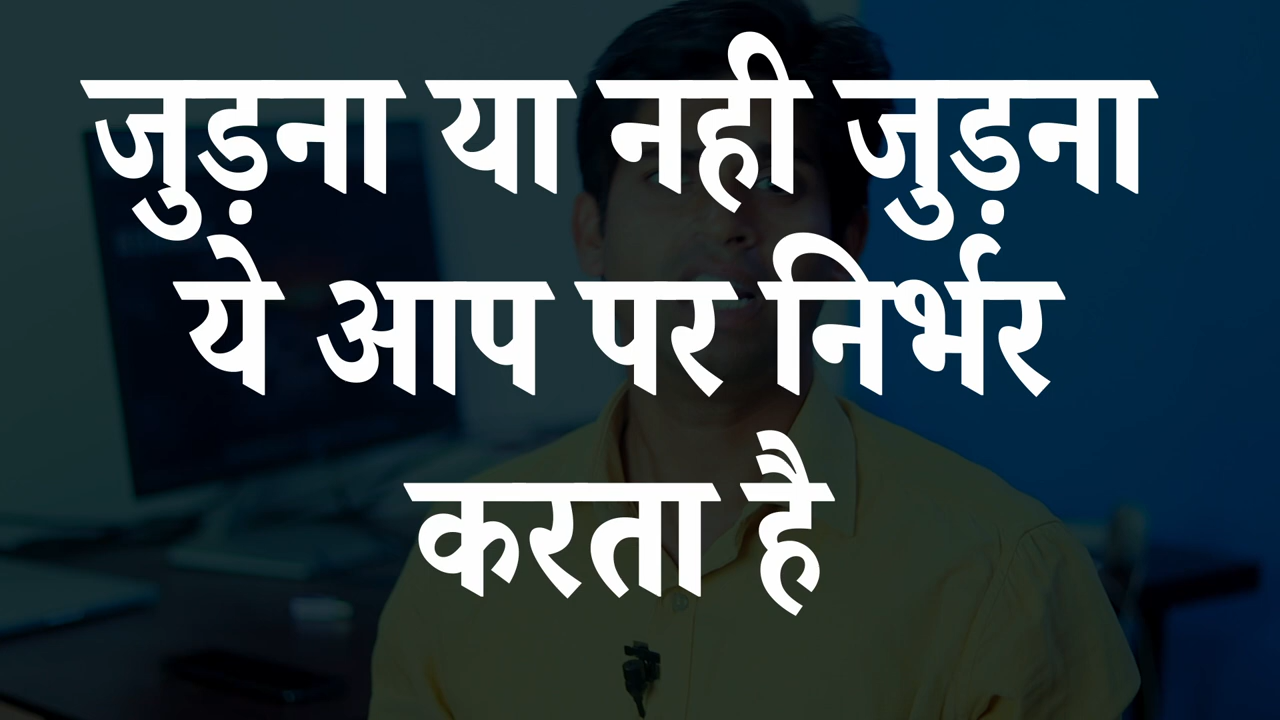 जुड़ना या नही जुड़ना
ये आप पर निर्भर
करता है